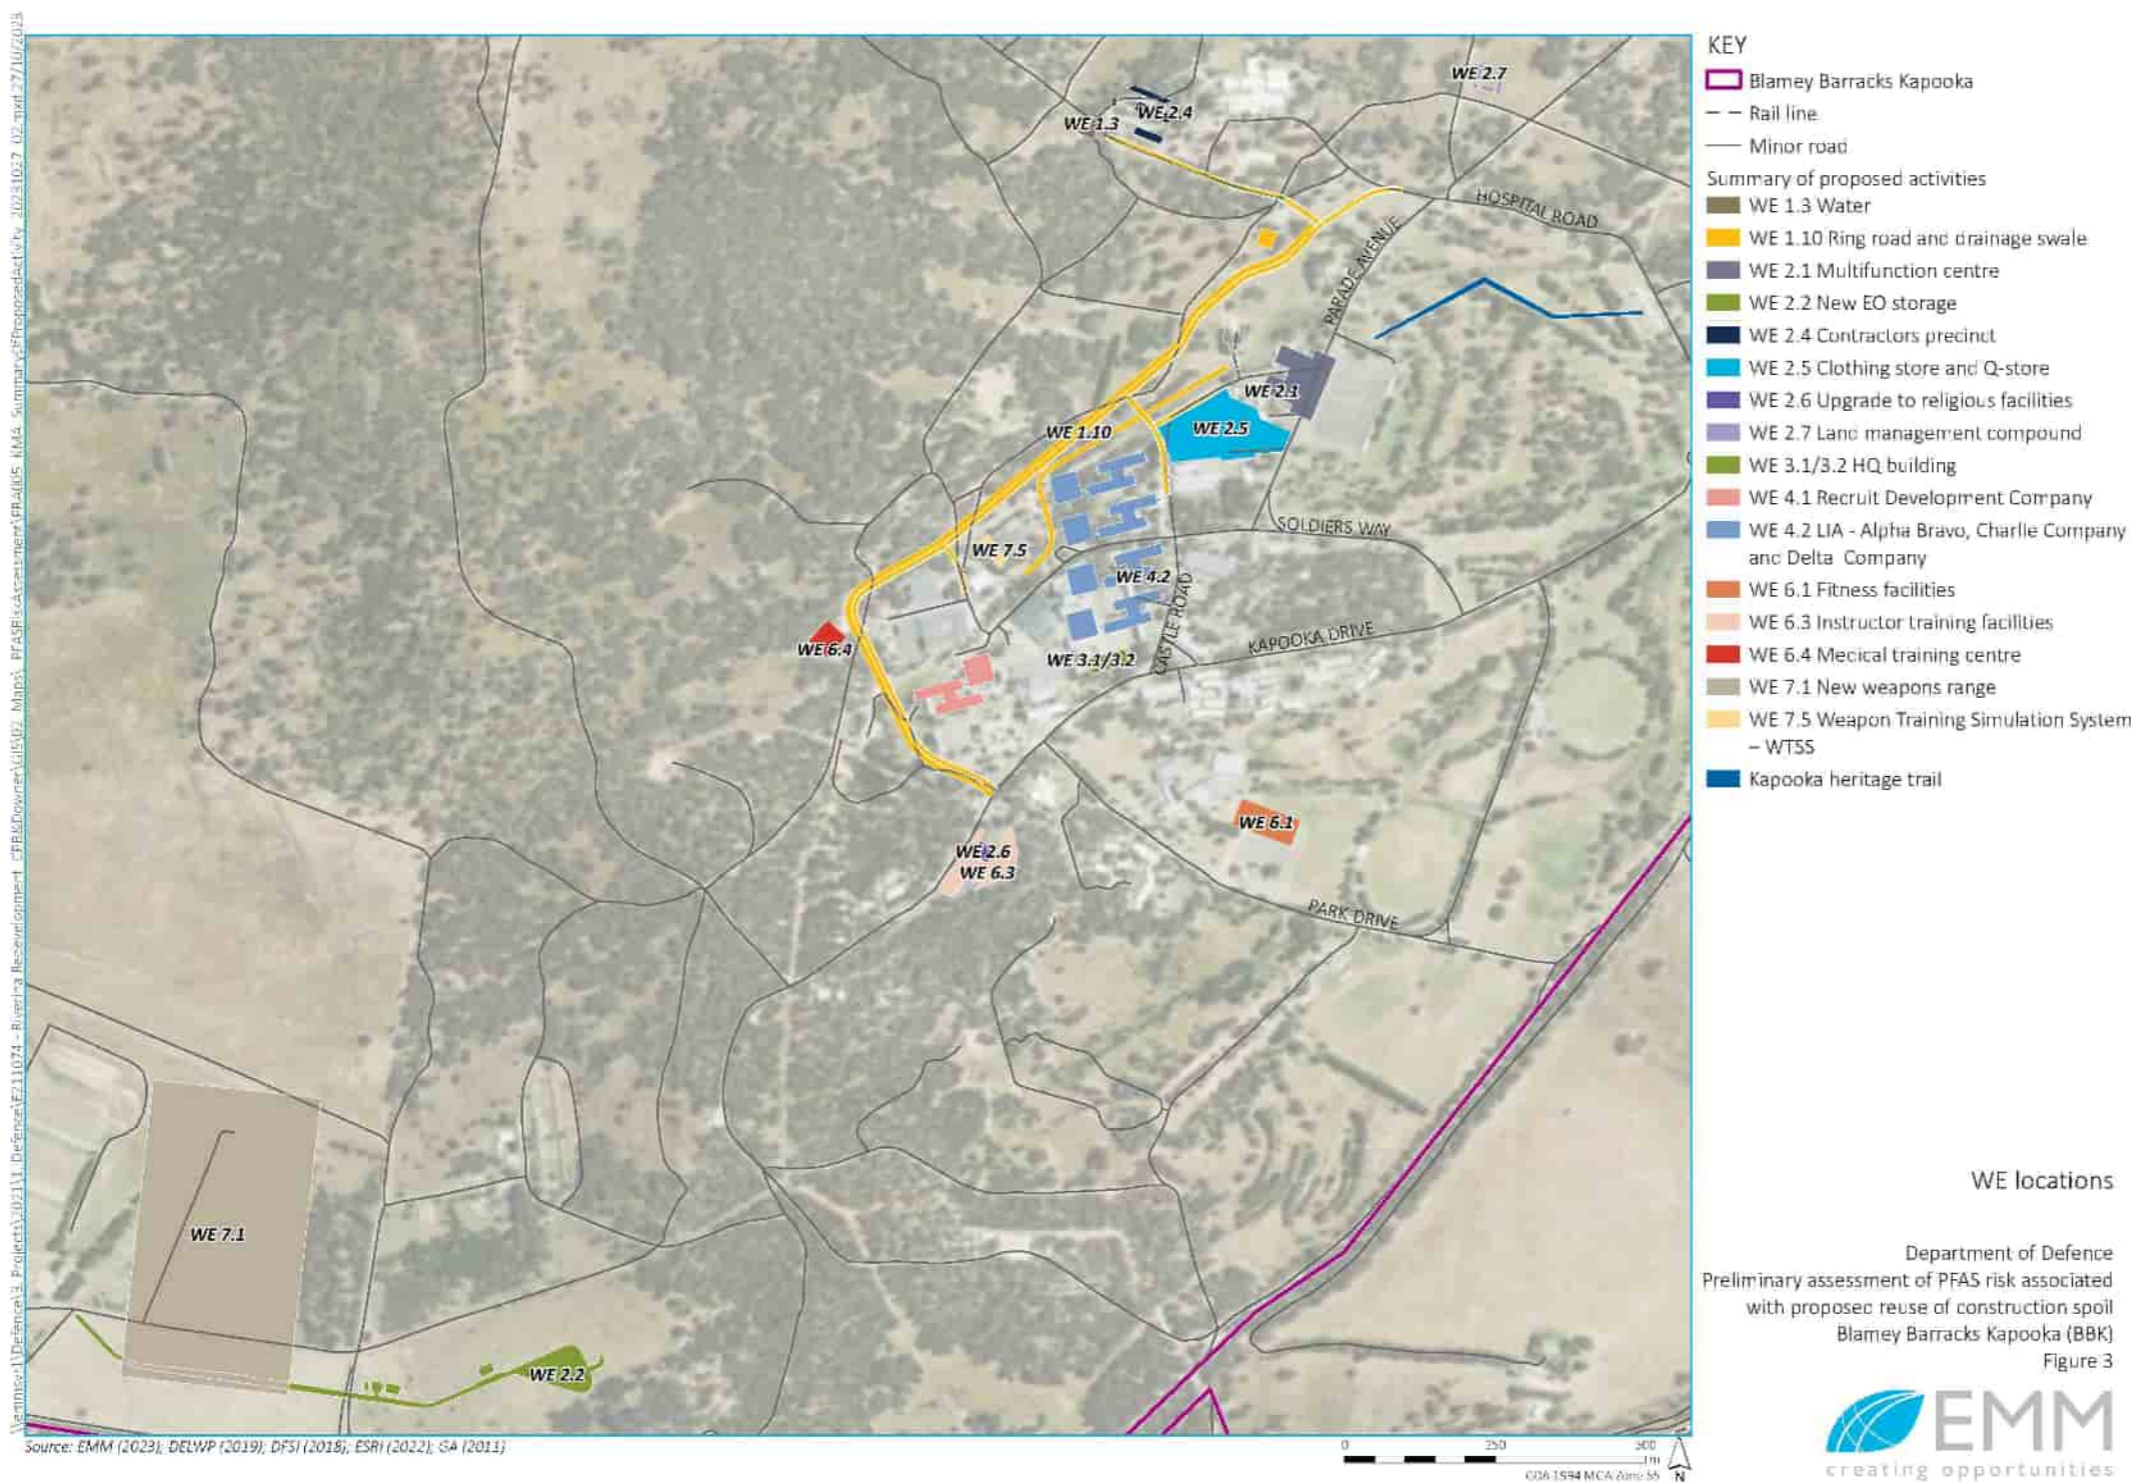 WE 2.7
WE 2.4
WE 1.3
HOSPITAL ROAD
PARADE AVENUE
WE 2.1
WE 2.5
WE 1.10
SOLDIERS WAY
WE 7.5
WE 4.2
CASTLE ROAD
KAPOOKA DRIVE
WE 6.4
WE 3.1/3.2
WE 6.1
WE 2.6
WE 6.3
PARK DRIVE
WE 7.1
WE 2.2
KEY
Blamey Barracks Kapooka
Rail line
Minor road
Summary of proposed activities
WE 1.3 Water
WE 1.10 Ring road and drainage swale
WE 2.1 Multifunction centre
WE 2.2 New EO storage
WE 2.4 Contractors precinct
WE 2.5 Clothing store and Q-store
WE 2.6 Upgrade to religious facilities
WE 2.7 Land management compound
WE 3.1/3.2 HQ building
WE 4.1 Recruit Development Company
WE 4.2 LIA - Alpha Bravo, Charlie Company
and Delta Company
WE 6.1 Fitness facilities
WE 6.3 Instructor training facilities
WE 6.4 Medical training centre
WE 7.1 New weapons range
WE 7.5 Weapon Training Simulation System
– WTSS
Kapooka heritage trail
WE locations
Department of Defence
Preliminary assessment of PFAS risk associated
with proposed reuse of construction spoil
Blamey Barracks Kapooka (BBK)
Figure 3
EMM
creating opportunities
Source: EMM (2023); DELWP (2019); DFSI (2018); ESRI (2022); GA (2011)
0 250 500
m
GDA 1994 MGA Zone 55
N